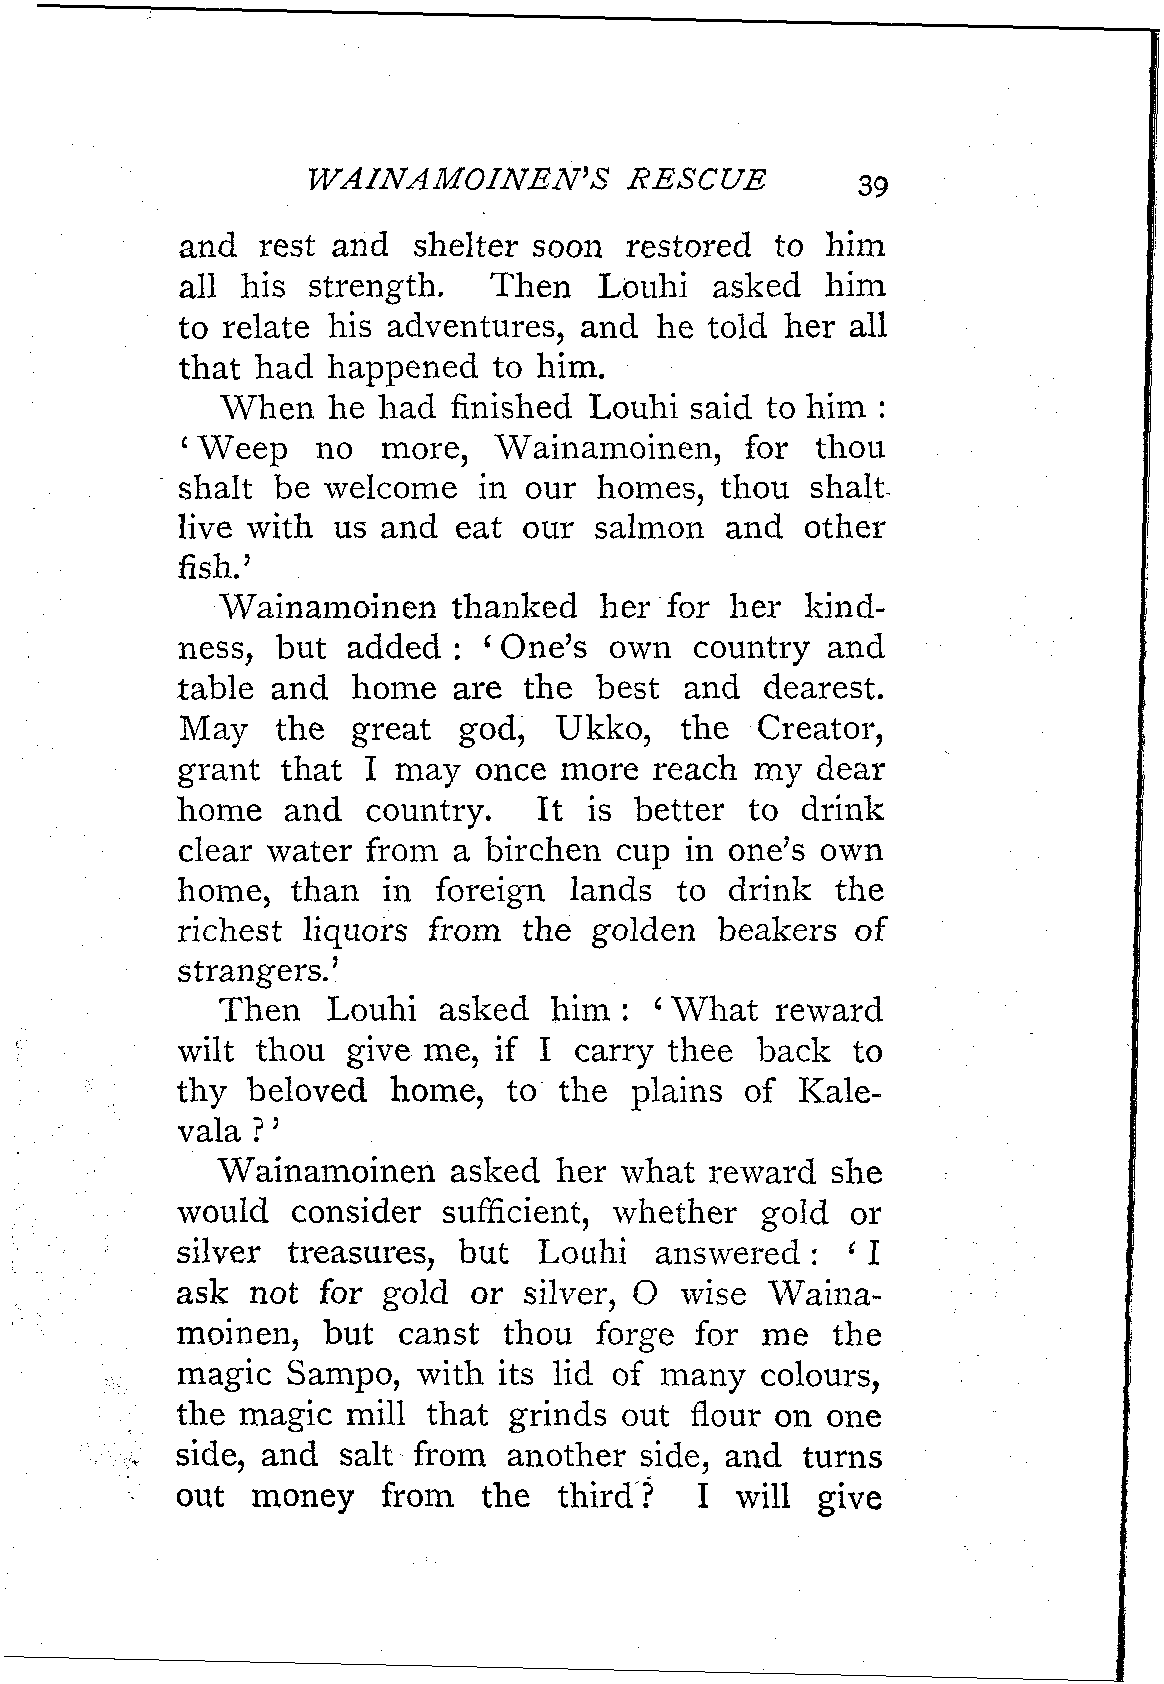 WAINAMOINEN'S RESCUE 39
and rest and shelter soon restored to him
all his strength. Then Louhi asked him
to relate his adventures, and he told her all
that had happened to him.
When he had finished Louhi said to him :
‘ Weep no more, Wainamoinen, for thou
shalt be welcome in our homes, thou shalt
live with us and eat our salmon and other
fish.’
Wainamoinen thanked her for her kind-
ness, but added : ‘ One’s own country and
table and home are the best and dearest.
May the great god, Ukko, the Creator,
grant that I may once more reach my dear
home and country. It is better to drink
clear water from a birchen cup in one’s own
home, than in foreign lands to drink the
richest liquors from the golden beakers of
strangers.’
Then Louhi asked him : ‘ What reward
wilt thou give me, if I carry thee back to
thy beloved home, to the plains of Kale-
vala ?’
Wainamoinen asked her what reward she
would consider sufficient, whether gold or
silver treasures, but Louhi answered : ‘ I
ask not for gold or silver, O wise Waina-
moinen, but canst thou forge for me the
magic Sampo, with its lid of many colours,
the magic mill that grinds out flour on one
side, and salt from another side, and turns
out money from the third ? I will give